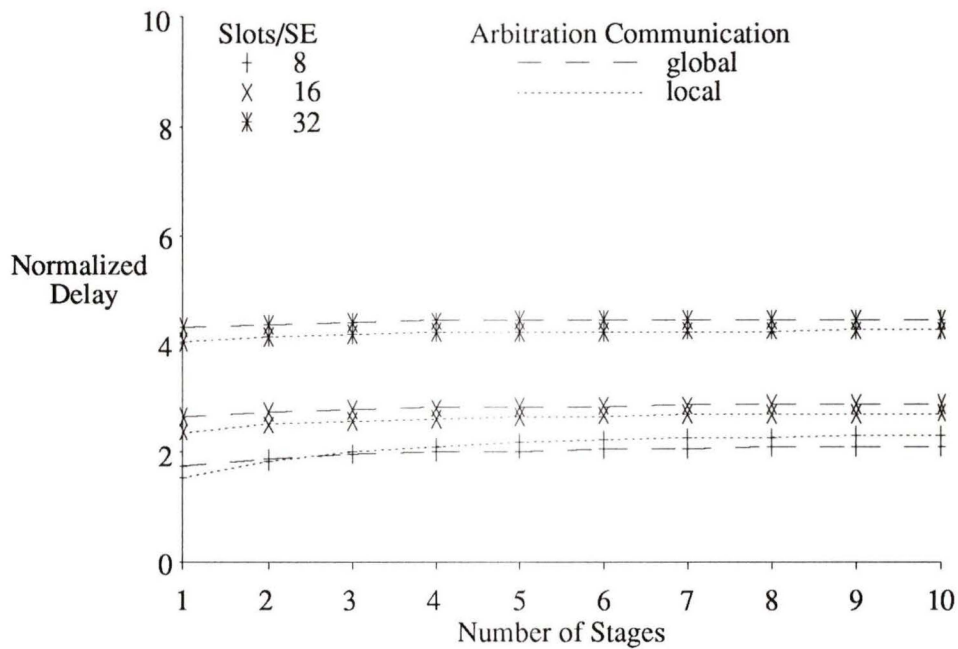 10
8
6
4
2
0
Slots/SE
8
16
32
Arbitration Communication
global
local
Normalized
Delay
1 2 3 4 5 6 7 8 9 10
Number of Stages